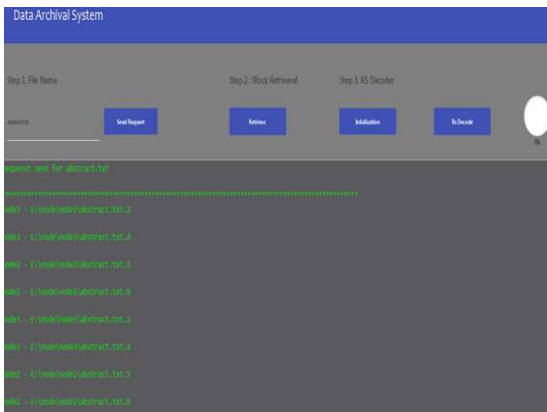 Data Archival System
Step 1. File Name Step 2 : Block Retriveval Step 3. RS Decoder
Send Request Retrieve Initialization Rs Decode
0%
Request send for abstract.txt
node3 - E:\node\node3\abstract.txt.2
node3 - E:\node\node3\abstract.txt.4
node2 - E:\node\node2\abstract.txt.5
node2 - E:\node\node2\abstract.txt.0
node3 - E:\node\node3\abstract.txt.2
node3 - E:\node\node3\abstract.txt.4
node2 - E:\node\node2\abstract.txt.5
node2 - E:\node\node2\abstract.txt.0